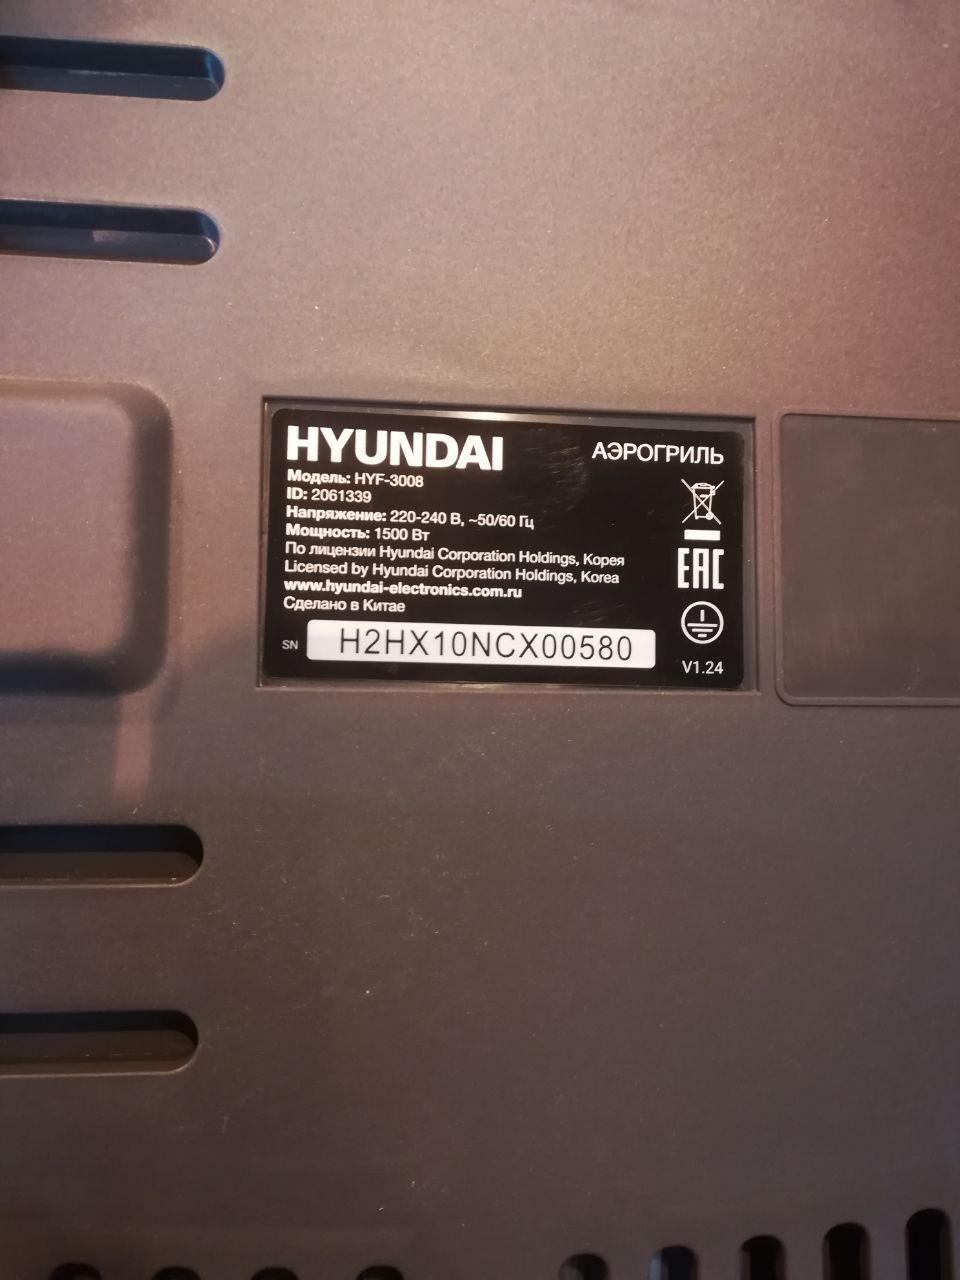 HYUNDAI
АЭРОГРИЛЬ
Модель: HYF-3008
ID: 2061339
Напряжение: 220-240 В, ~50/60 Гц
Мощность: 1500 Вт
По лицензии Hyundai Corporation Holdings, Корея
Licensed by Hyundai Corporation Holdings, Korea
www.hyundai-electronics.com.ru
Сделано в Китае
EAC
SN H2HX10NCX00580
V1.24